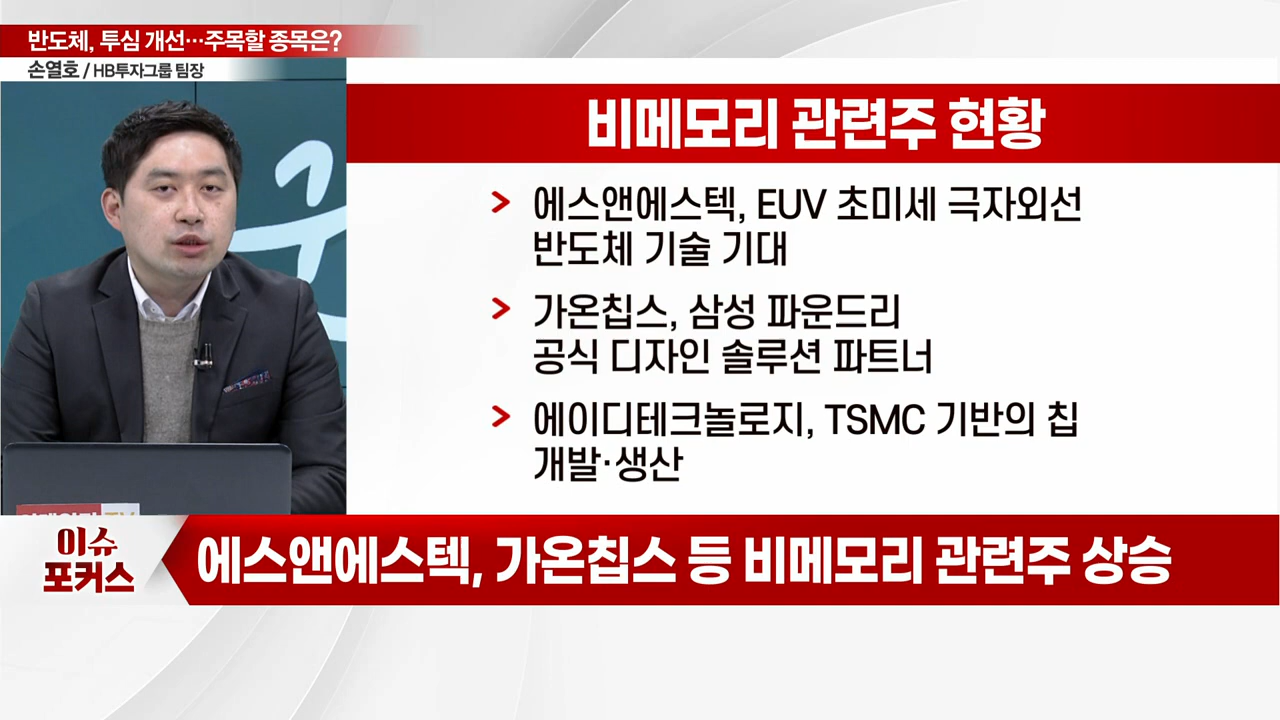 반도체, 투심 개선…주목할 종목은?
손열호 / HB투자그룹 팀장
비메모리 관련주 현황
> 에스앤에스텍, EUV 초미세 극자외선
반도체 기술 기대
> 가온칩스, 삼성 파운드리
공식 디자인 솔루션 파트너
> 에이디테크놀로지, TSMC 기반의 칩
개발·생산
이슈
포커스
에스앤에스텍, 가온칩스 등 비메모리 관련주 상승